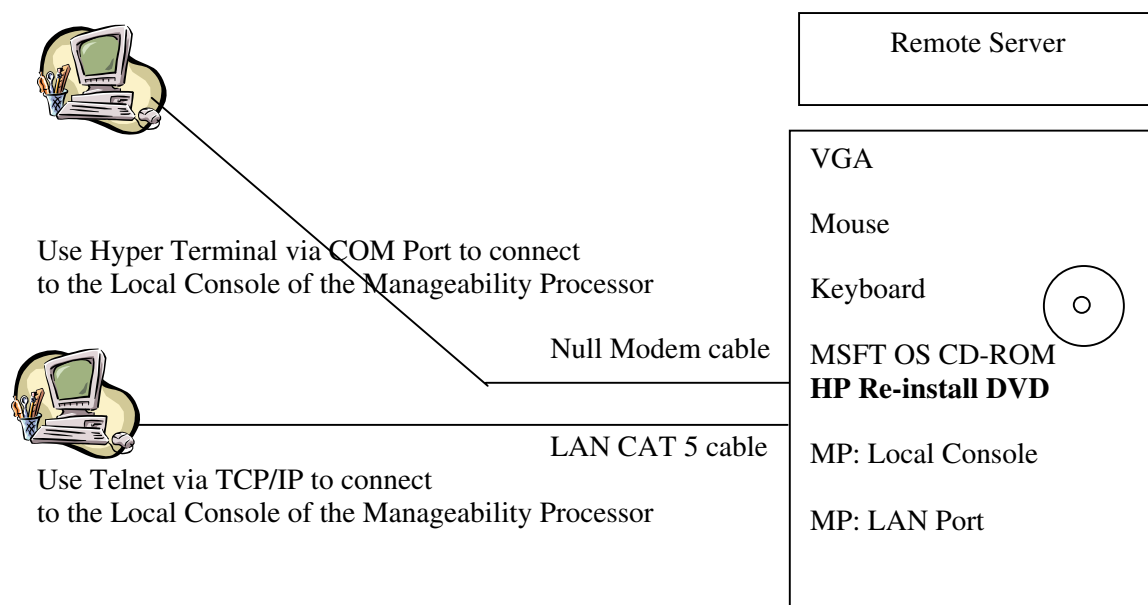 Remote Server
VGA
Mouse
Use Hyper Terminal via COM Port to connect
to the Local Console of the Manageability Processor
Keyboard
Null Modem cable
MSFT OS CD-ROM
HP Re-install DVD
LAN CAT 5 cable
MP: Local Console
Use Telnet via TCP/IP to connect
to the Local Console of the Manageability Processor
MP: LAN Port